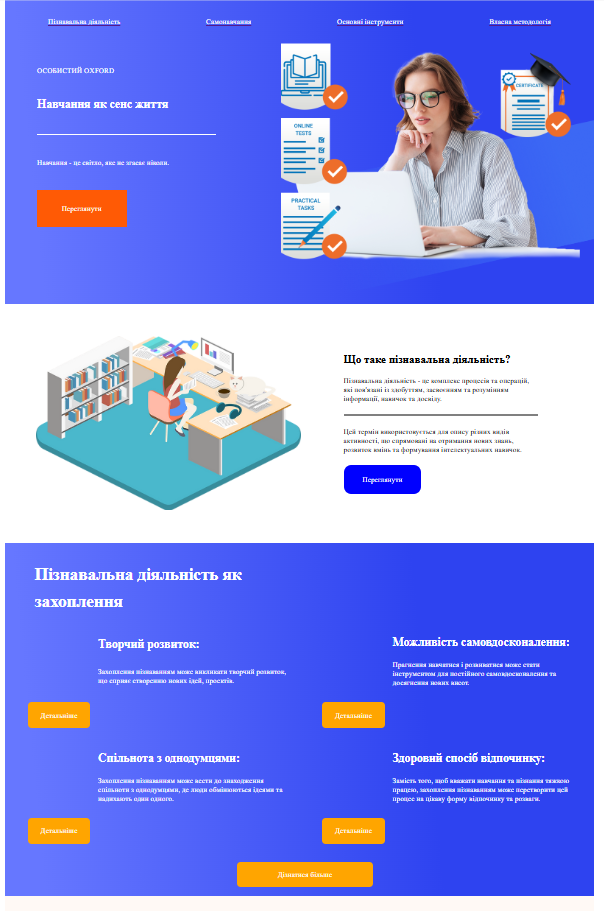 Пізнавальна діяльність
Самонавчання
Основні інструменти
Власна методологія
ОСОБИСТИЙ OXFORD
Навчання як сенс життя
Навчання - це світло, яке не згасає ніколи.
Переглянути
ONLINE
TESTS
PRACTICAL
TASKS
CERTIFICATE
Що таке пізнавальна діяльність?
Пізнавальна діяльність - це комплекс процесів та операцій,
які пов'язані із здобуттям, засвоєнням та розумінням
інформації, навичок та досвіду.
Цей термін використовується для опису різних видів
активності, що спрямовані на отримання нових знань,
розвиток вмінь та формування інтелектуальних навичок.
Переглянути
Пізнавальна діяльність як
захоплення
Творчий розвиток:
Захоплення пізнаванням може викликати творчий розвиток,
що сприяє створенню нових ідей, проєктів.
Детальніше
Можливість самовдосконалення:
Прагнення навчатися і розвиватися може стати
інструментом для постійного самовдосконалення та
досягнення нових висот.
Детальніше
Спільнота з однодумцями:
Захоплення пізнаванням може вести до знаходження
спільноти з однодумцями, де люди обмінюються ідеями та
надихають один одного.
Детальніше
Здоровий спосіб відпочинку:
Замість того, щоб вважати навчання та пізнання тяжкою
працею, захоплення пізнаванням може перетворити цей
процес на цікаву форму відпочинку та розваги.
Детальніше
Дізнатися більше